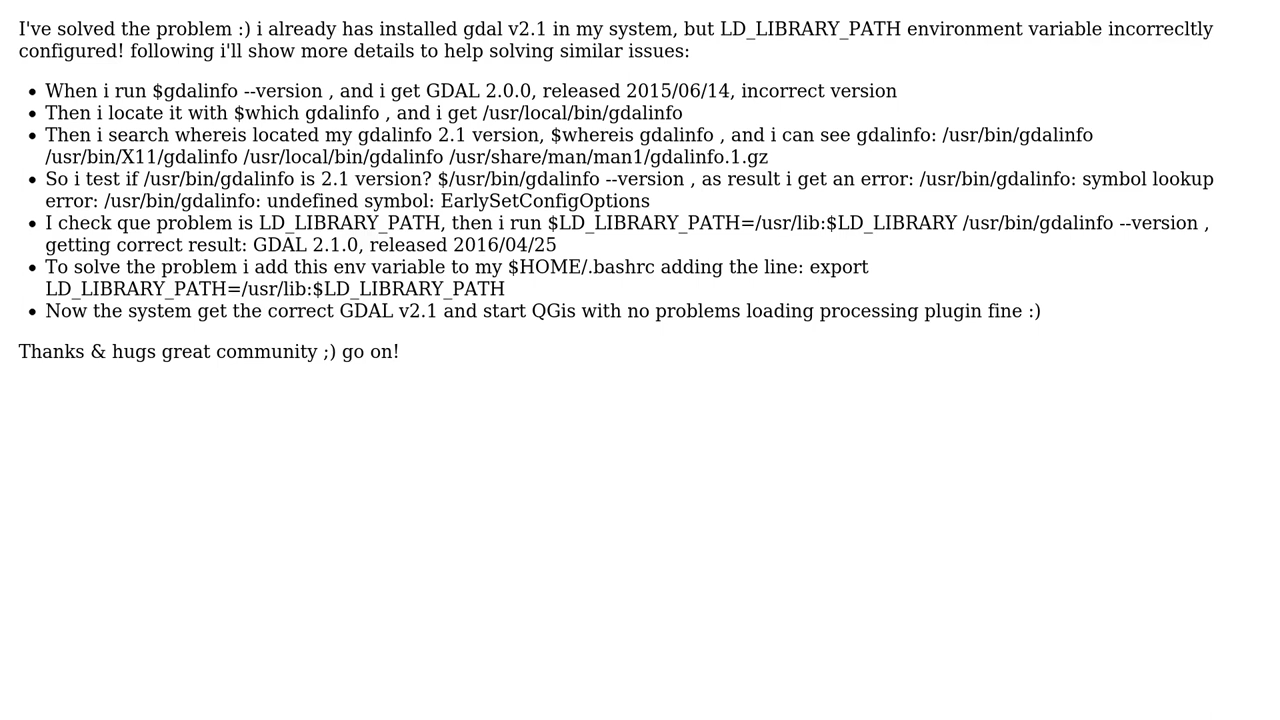 I've solved the problem :) i already has installed gdal v2.1 in my system, but LD_LIBRARY_PATH environment variable incorrecltly
configured! following i'll show more details to help solving similar issues:
• When i run $gdalinfo --version , and i get GDAL 2.0.0, released 2015/06/14, incorrect version
• Then i locate it with $which gdalinfo , and i get /usr/local/bin/gdalinfo
• Then i search whereis located my gdalinfo 2.1 version, $whereis gdalinfo , and i can see gdalinfo: /usr/bin/gdalinfo
/usr/bin/X11/gdalinfo /usr/local/bin/gdalinfo /usr/share/man/man1/gdalinfo.1.gz
• So i test if /usr/bin/gdalinfo is 2.1 version? $/usr/bin/gdalinfo --version , as result i get an error: /usr/bin/gdalinfo: symbol lookup
error: /usr/bin/gdalinfo: undefined symbol: EarlySetConfigOptions
• I check que problem is LD_LIBRARY_PATH, then i run $LD_LIBRARY_PATH=/usr/lib:$LD_LIBRARY /usr/bin/gdalinfo --version ,
getting correct result: GDAL 2.1.0, released 2016/04/25
• To solve the problem i add this env variable to my $HOME/.bashrc adding the line: export
LD_LIBRARY_PATH=/usr/lib:$LD_LIBRARY_PATH
• Now the system get the correct GDAL v2.1 and start QGis with no problems loading processing plugin fine :)
Thanks & hugs great community ;) go on!